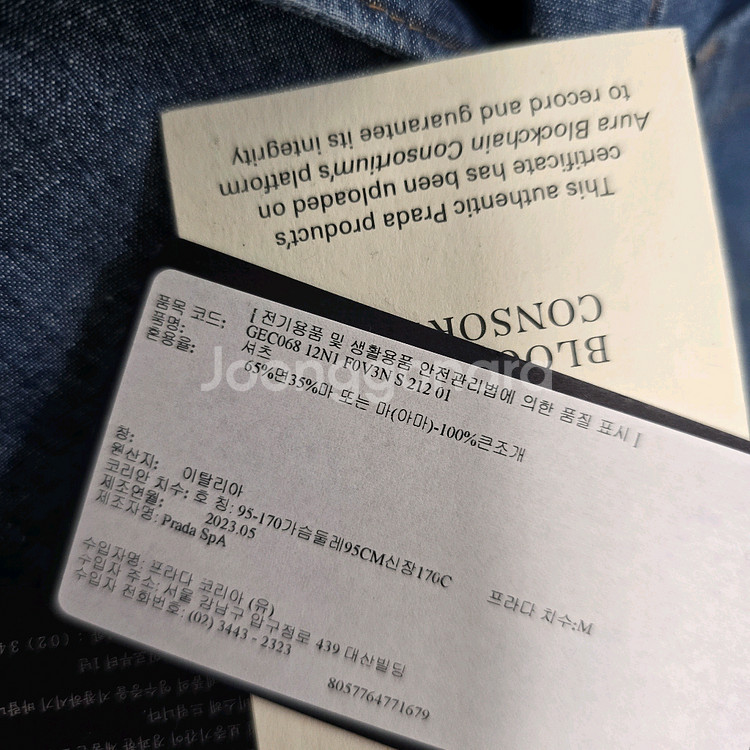 This authentic Prada product's
certificate has been uploaded on
Aura Blockchain Consortium's platform
to record and guarantee its integrity
CONSOR
[ 전기용품 및 생활용품 안전관리법에 의한 품질 표시 ]
품목 코드: GEC068 12N1 F0V3N S 212 01
품명: 셔츠
혼용율: 65%면35%마 또는 마(아마)-100%큰조개
창:
원산지: 이탈리아
코리안 치수: 호 칭: 95-170가슴둘레95CM신장170C 프라다 치수:M
제조연월: 2023.05
제조자명: Prada SpA
수입자명: 프라다 코리아 (유)
수입자 주소: 서울 강남구 압구정로 439 대산빌딩
수입자 전화번호: (02) 3443 - 2323
8057764771679
Joonggonara